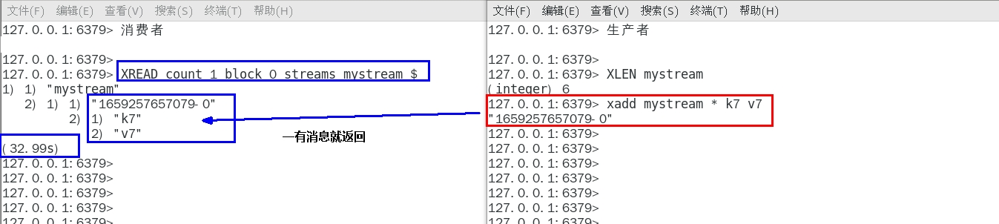 文件(F) 编辑(E) 查看(V) 搜索(S) 终端(T) 帮助(H)
127.0.0.1:6379> 消费者
127.0.0.1:6379>
127.0.0.1:6379> XREAD count 1 block 0 streams mystream $
1) 1) "mystream"
2) 1) 1) "1659257657079-0"
2) 1) "k7"
2) "v7"
(32.99s)
127.0.0.1:6379>
127.0.0.1:6379>
127.0.0.1:6379>
127.0.0.1:6379>
127.0.0.1:6379>
一有消息就返回
文件(F) 编辑(E) 查看(V) 搜索(S) 终端(T) 帮助(H)
127.0.0.1:6379> 生产者
127.0.0.1:6379>
127.0.0.1:6379> XLEN mystream
(integer) 6
127.0.0.1:6379> xadd mystream * k7 v7
"1659257657079-0"
127.0.0.1:6379>
127.0.0.1:6379>
127.0.0.1:6379>
127.0.0.1:6379>
127.0.0.1:6379>
127.0.0.1:6379>
127.0.0.1:6379>